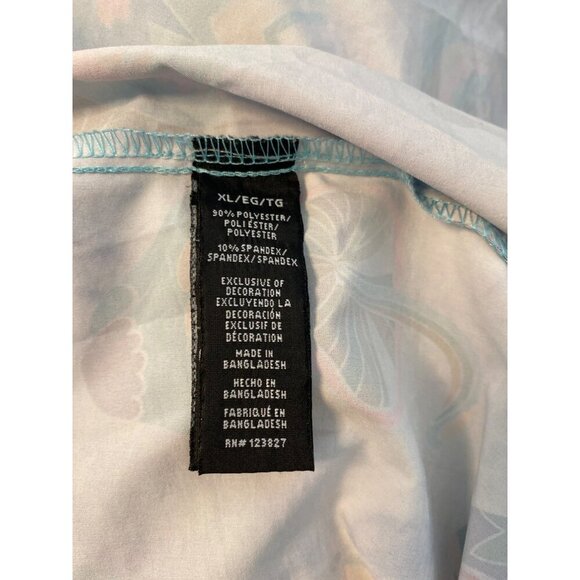 XL/EG/TG
90% POLYESTER/
POLIÉSTER/
POLYESTER
10% SPANDEX/
SPANDEX/SPANDEX
EXCLUSIVE OF
DECORATION
EXCLUYENDO LA
DECORACIÓN
EXCLUSIF DE
DÉCORATION
MADE IN
BANGLADESH
HECHO EN
BANGLADESH
FABRIQUÉ EN
BANGLADESH
RN# 123827